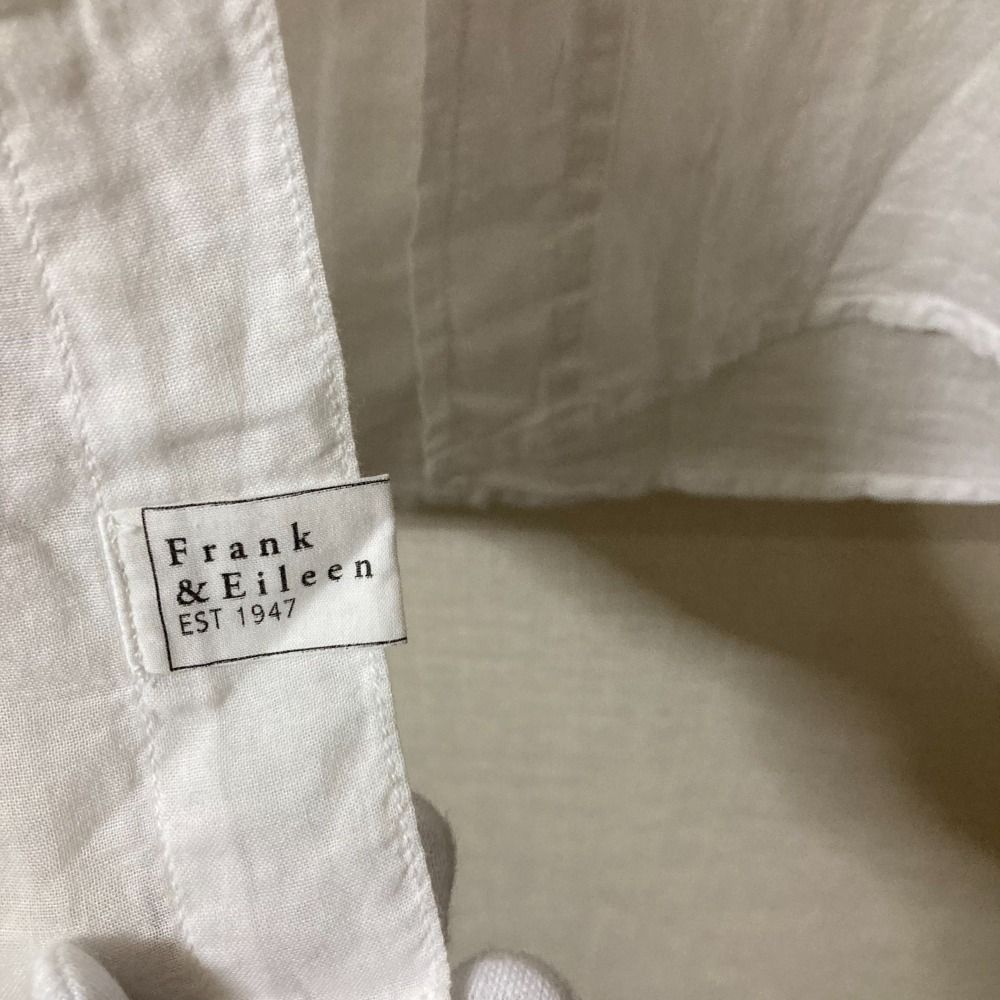 Frank
& Eileen
EST 1947